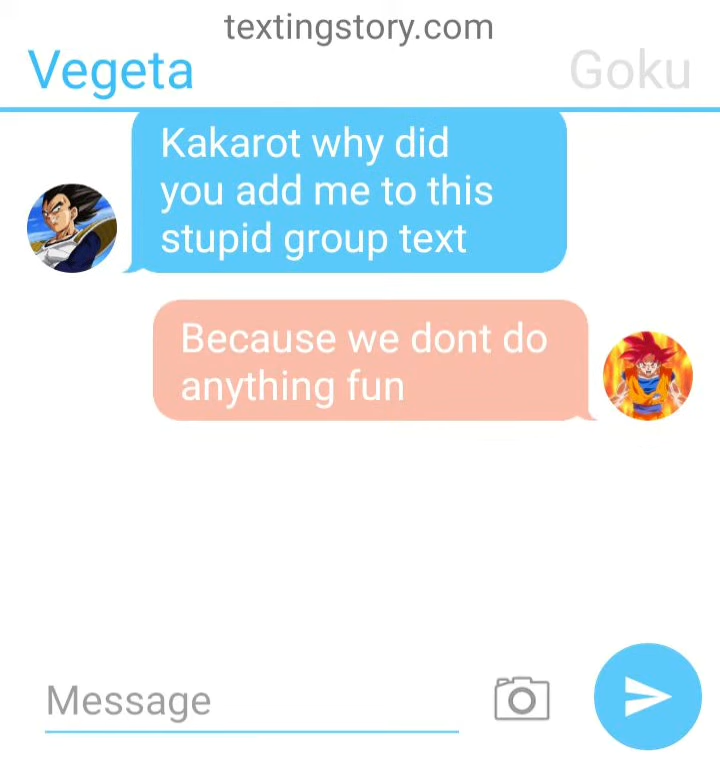 textingstory.com
Vegeta
Goku
Kakarot why did
you add me to this
stupid group text
Because we dont do
anything fun
Message